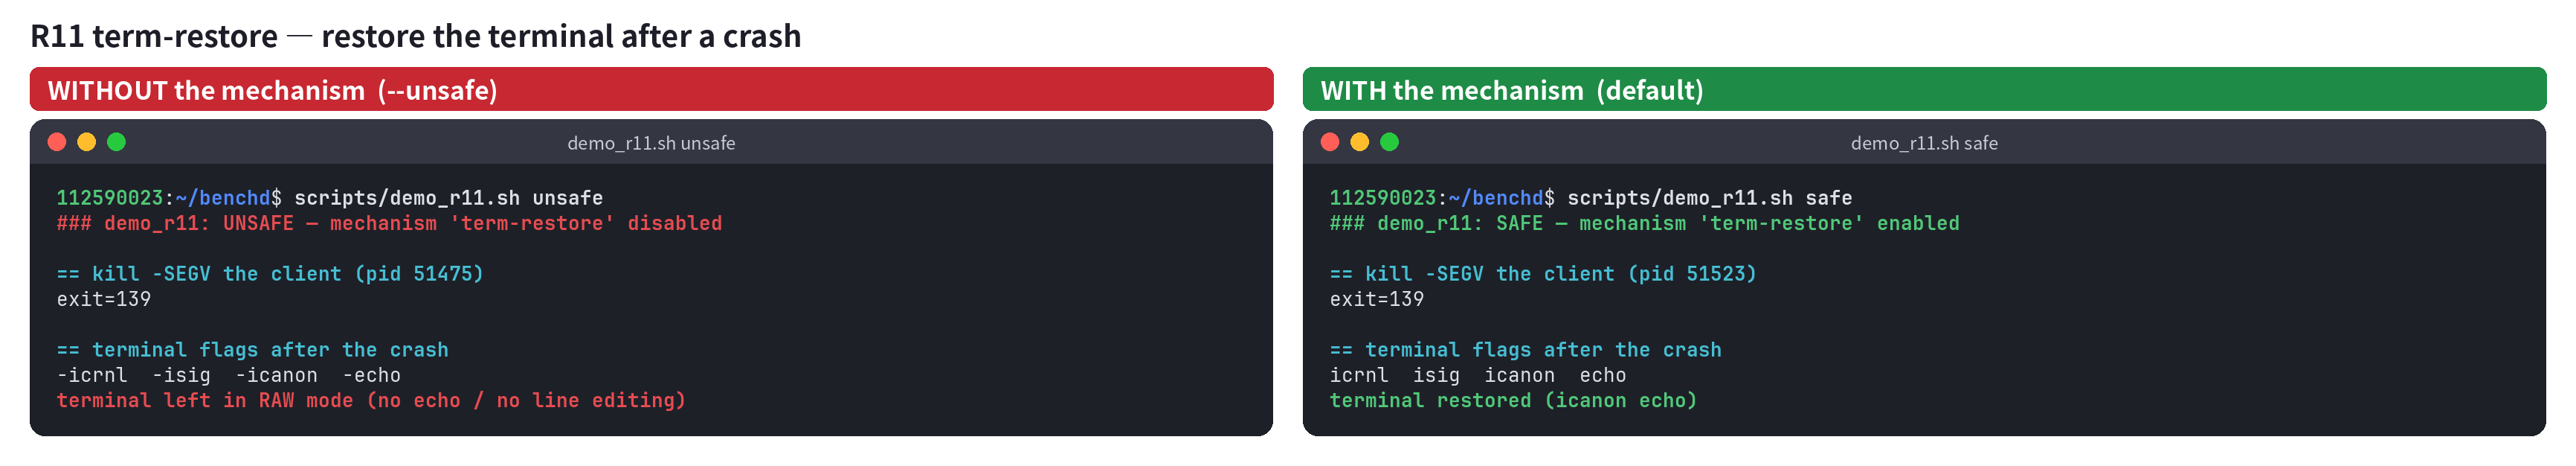 R11 term-restore — restore the terminal after a crash
WITHOUT the mechanism (--unsafe)
demo_r11.sh unsafe
112590023:~/benchd$ scripts/demo_r11.sh unsafe
### demo_r11: UNSAFE — mechanism 'term-restore' disabled
== kill -SEGV the client (pid 51475)
exit=139
== terminal flags after the crash
-icrnl  -isig  -icanon  -echo
terminal left in RAW mode (no echo / no line editing)
WITH the mechanism (default)
demo_r11.sh safe
112590023:~/benchd$ scripts/demo_r11.sh safe
### demo_r11: SAFE — mechanism 'term-restore' enabled
== kill -SEGV the client (pid 51523)
exit=139
== terminal flags after the crash
icrnl  isig  icanon  echo
terminal restored (icanon echo)